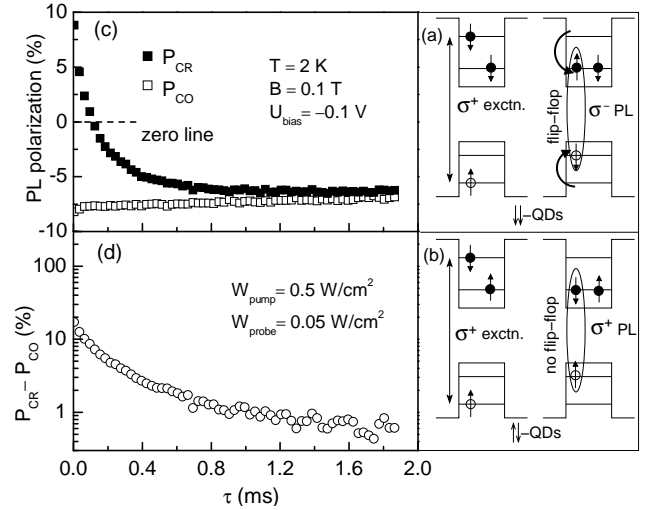 (c)
P_CR
P_CO
T = 2 K
B = 0.1 T
U_bias = −0.1 V
zero line
PL polarization (%)
10
5
0
-5
-10
(d)
W_pump = 0.5 W/cm²
W_probe = 0.05 W/cm²
P_CR − P_CO (%)
100
10
1
0.0 0.4 0.8 1.2 1.6 2.0
τ (ms)
(a)
σ⁺ exctn.
flip−flop
σ⁻ PL
↓↓−QDs
(b)
σ⁺ exctn.
no flip−flop
σ⁺ PL
↑↓−QDs